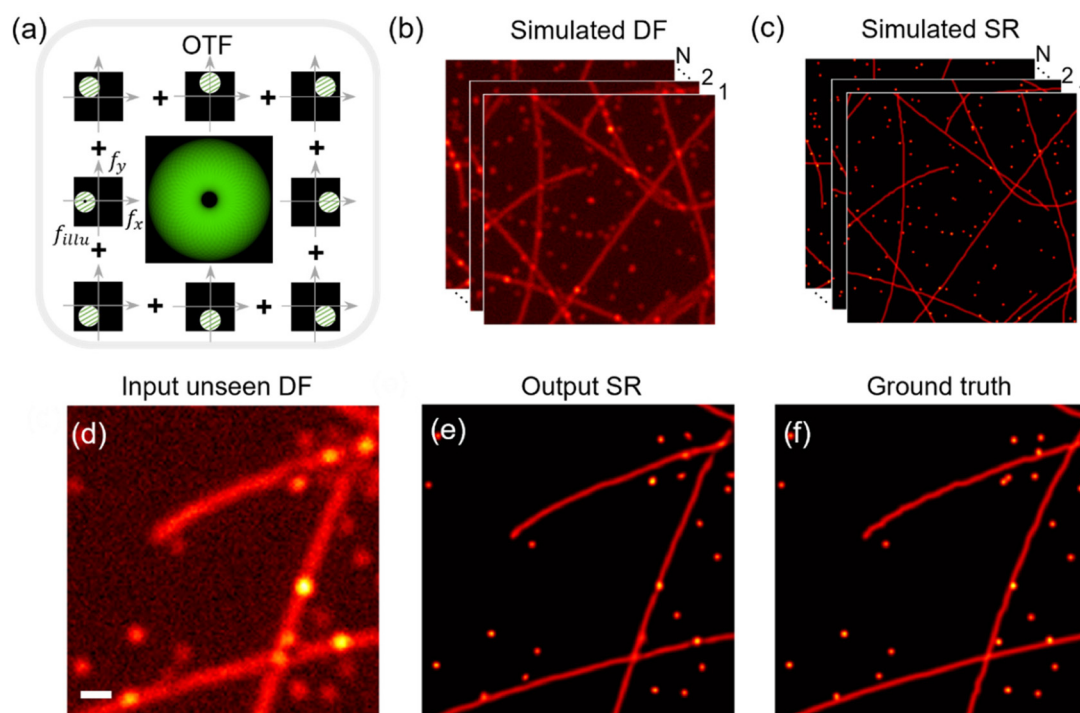 (a)
OTF
+ +
+ +
f_y
f_x
f_illu
+ +
+ +
(b)
Simulated DF
N
2
1
(c)
Simulated SR
N
2
1
Input unseen DF
(d)
Output SR
(e)
Ground truth
(f)